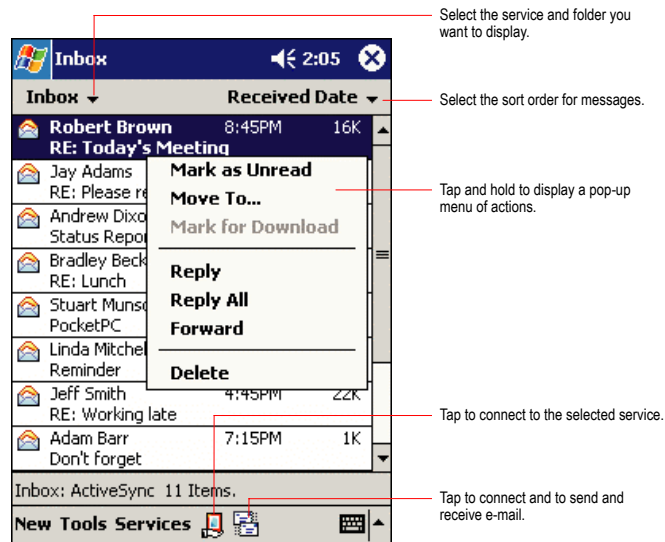 Select the service and folder you
want to display.
Inbox 2:05
Inbox Received Date
Select the sort order for messages.
Robert Brown 8:45PM 16K
RE: Today's Meeting
Jay Adams
RE: Please re
Andrew Dixo
Status Repor
Bradley Beck
RE: Lunch
Stuart Munso
PocketPC
Linda Mitchel
Reminder
Mark as Unread
Move To...
Mark for Download
Reply
Reply All
Forward
Delete
Tap and hold to display a pop-up
menu of actions.
Jeff Smith 4:45PM 22K
RE: Working late
Tap to connect to the selected service.
Adam Barr 7:15PM 1K
Don't forget
Inbox: ActiveSync 11 Items.
New Tools Services
Tap to connect and to send and
receive e-mail.